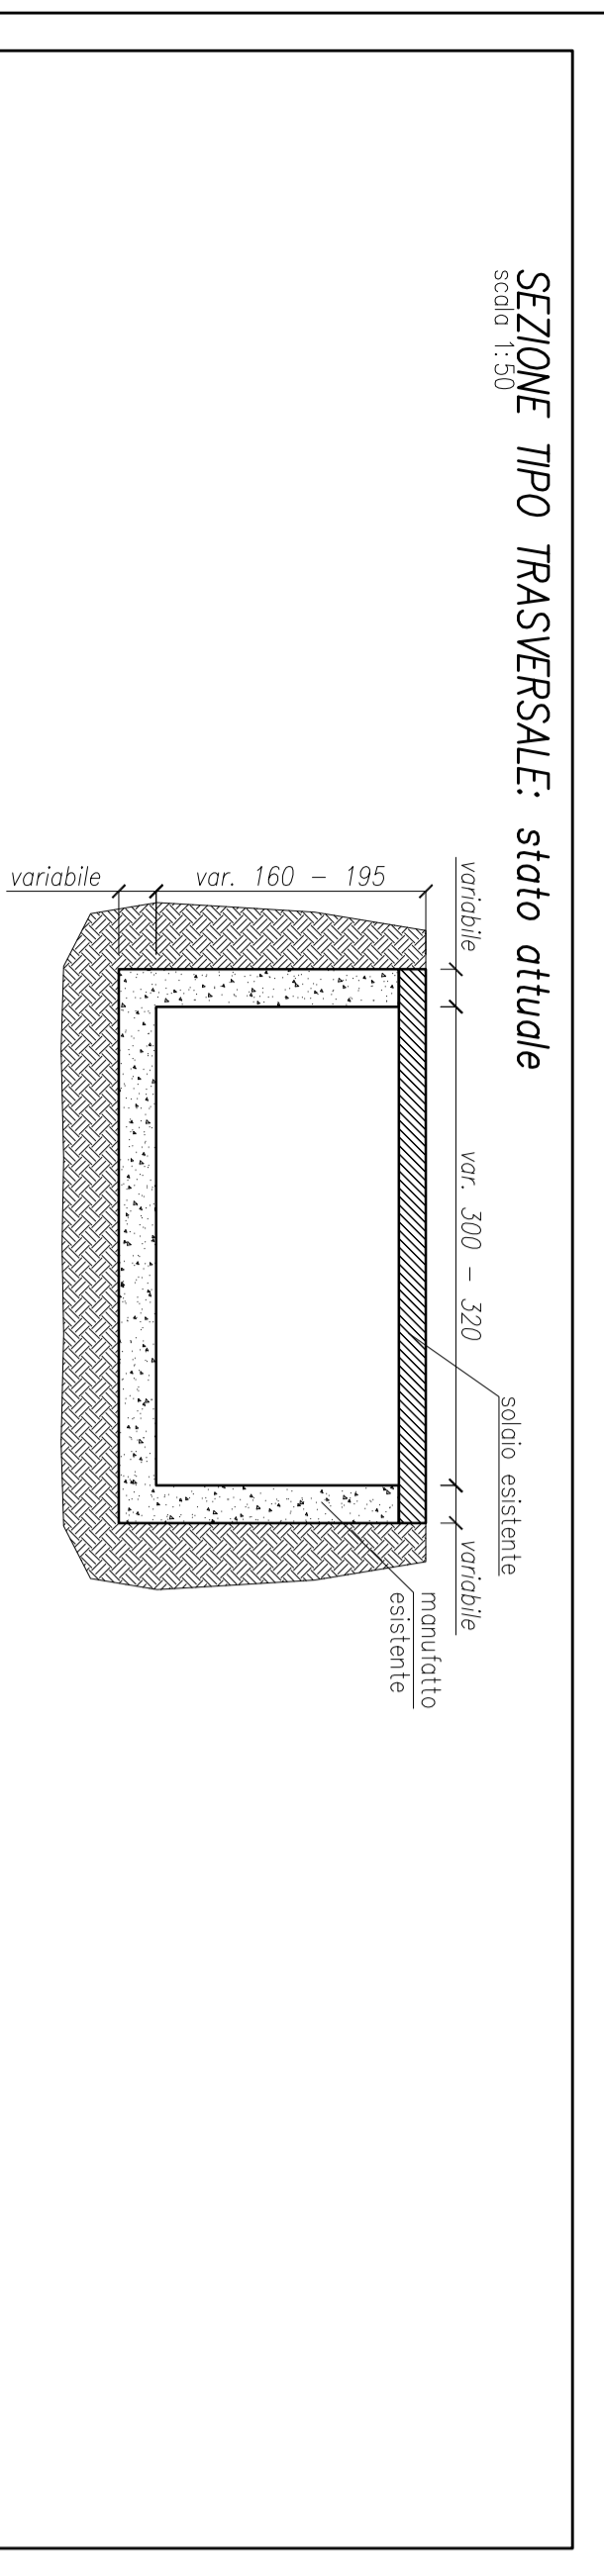 SEZIONE TIPO TRASVERSALE: stato attuale
scala 1:50
solaio esistente
variabile
var. 300 - 320
variabile
manufatto
esistente
var. 160 - 195
variabile